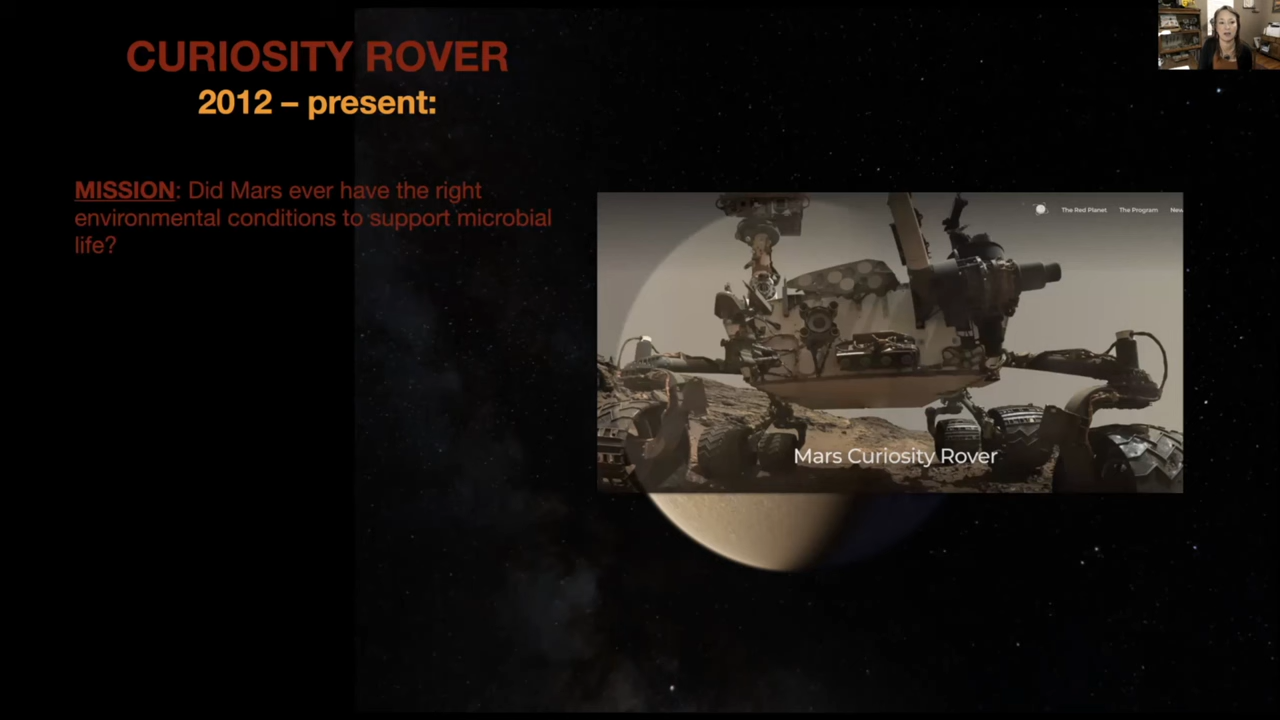 CURIOSITY ROVER
2012 – present:
MISSION: Did Mars ever have the right
environmental conditions to support microbial
life?
The Red Planet The Program
Mars Curiosity Rover